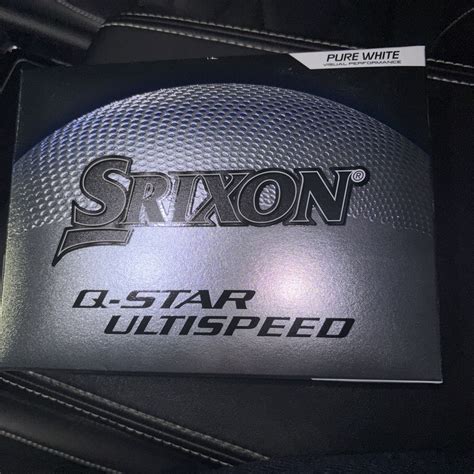 PURE WHITE
VISUAL PERFORMANCE
SRIXON®
Q-STAR
ULTISPEED